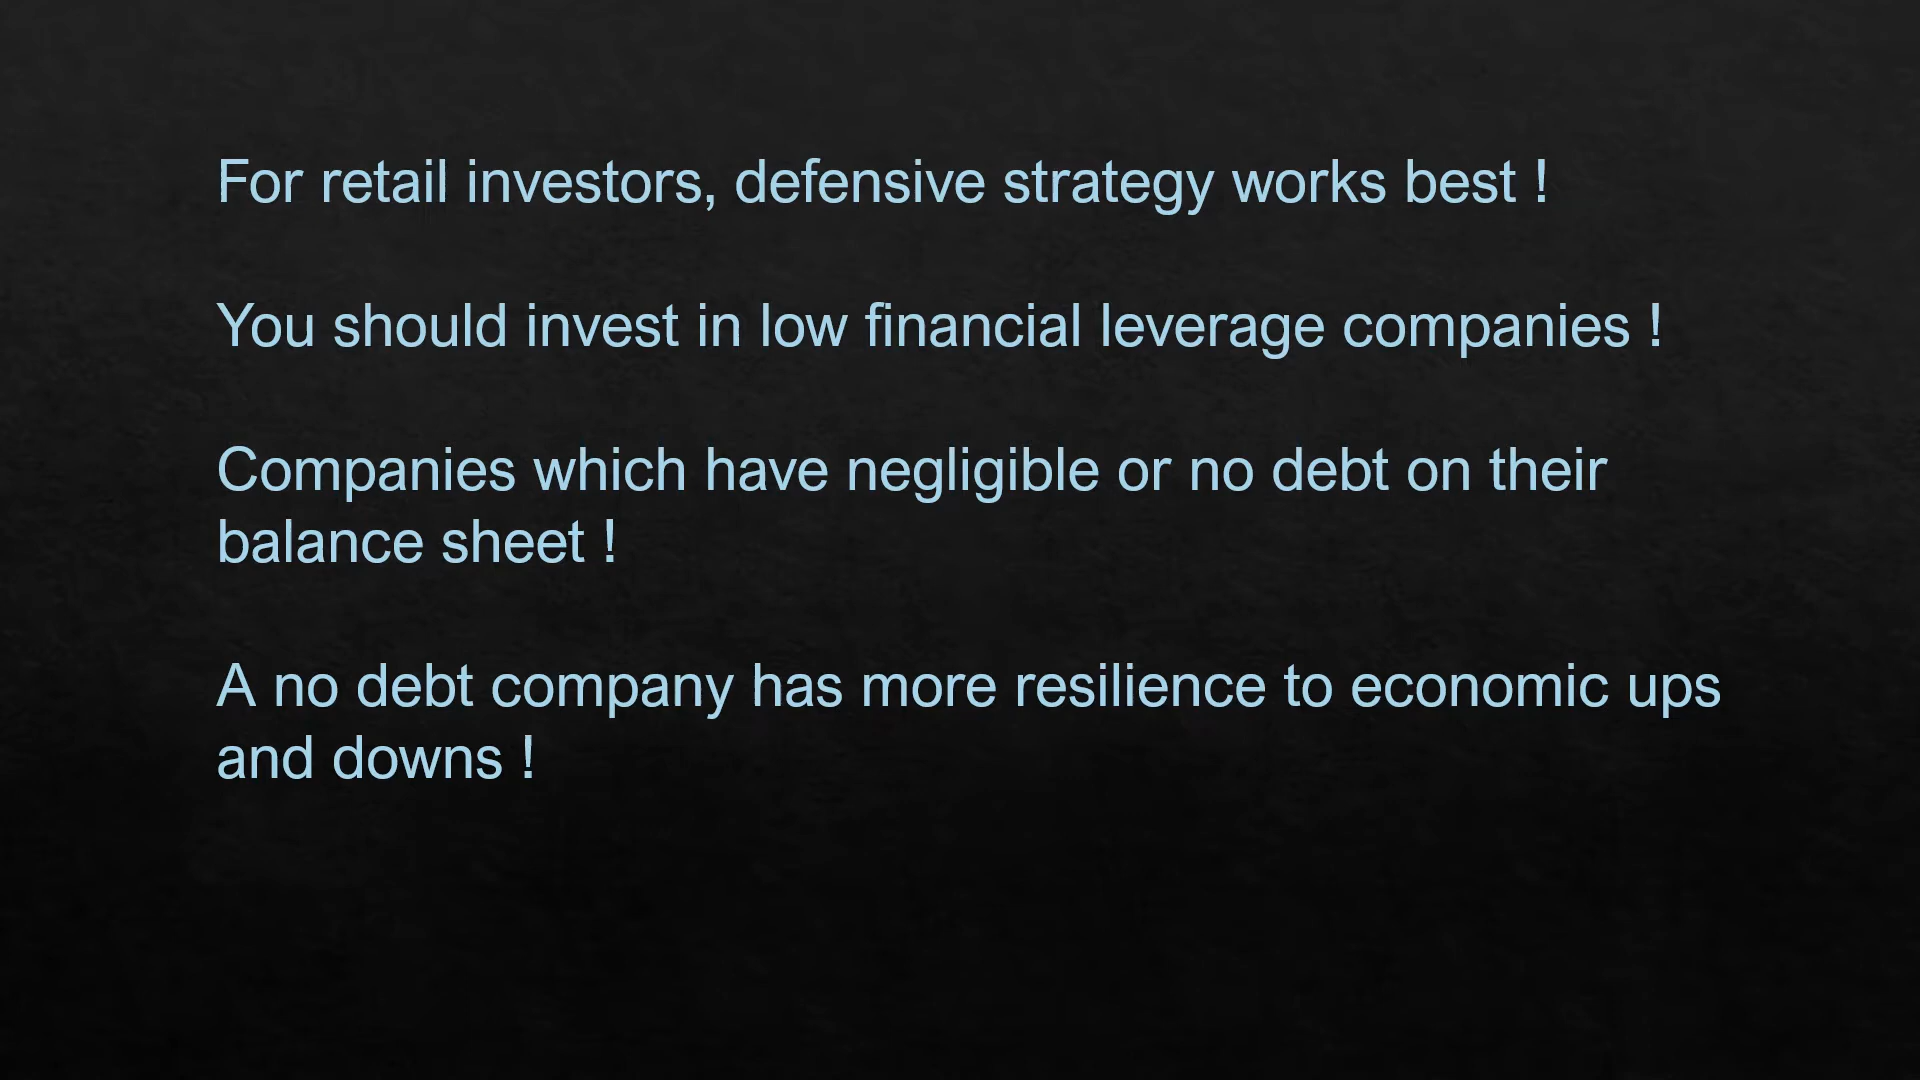 For retail investors, defensive strategy works best !
You should invest in low financial leverage companies !
Companies which have negligible or no debt on their
balance sheet !
A no debt company has more resilience to economic ups
and downs !